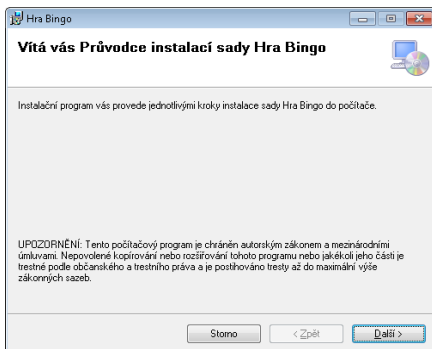 Hra Bingo
Vítá vás Průvodce instalací sady Hra Bingo
Instalační program vás provede jednotlivými kroky instalace sady Hra Bingo do počítače.
UPOZORNĚNÍ: Tento počítačový program je chráněn autorským zákonem a mezinárodními
úmluvami. Nepovolené kopírování nebo rozšiřování tohoto programu nebo jakékoli jeho části je
trestné podle občanského a trestního práva a je postihováno tresty až do maximální výše
zákonných sazeb.
Storno
< Zpět
Další >